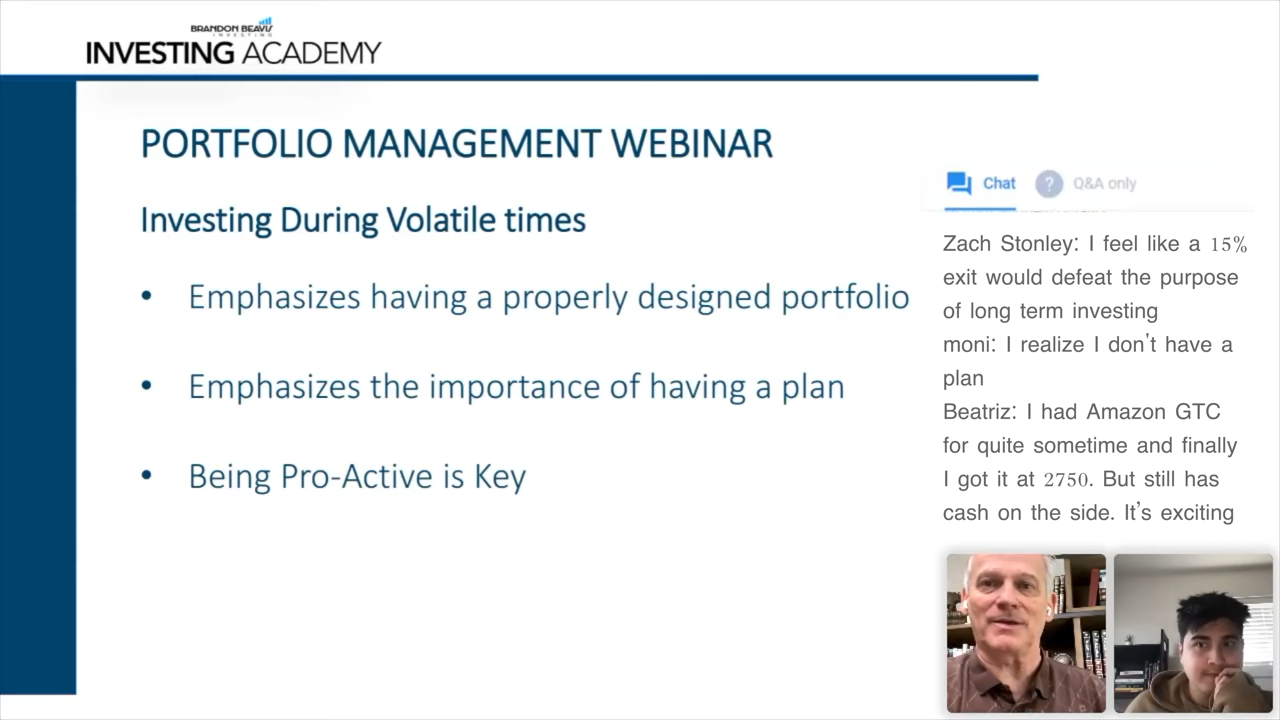 BRANDON BEAVIS
INVESTING
INVESTING ACADEMY
PORTFOLIO MANAGEMENT WEBINAR
Investing During Volatile times
• Emphasizes having a properly designed portfolio
• Emphasizes the importance of having a plan
• Being Pro-Active is Key
Chat
? Q&A only
Zach Stonley: I feel like a 15%
exit would defeat the purpose
of long term investing
moni: I realize I don't have a
plan
Beatriz: I had Amazon GTC
for quite sometime and finally
I got it at 2750. But still has
cash on the side. It’s exciting